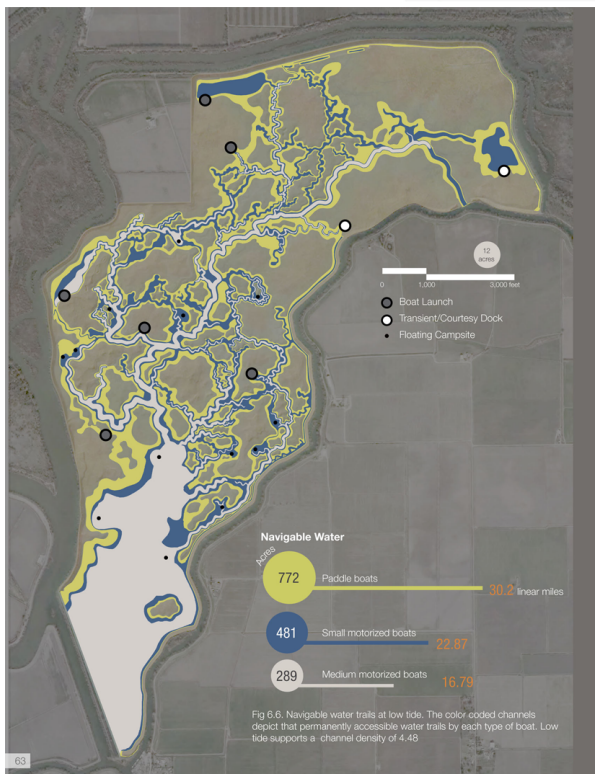 12
acres
0 1,000 3,000 feet
Boat Launch
Transient/Courtesy Dock
Floating Campsite
Navigable Water
Acres
772 Paddle boats
30.2 linear miles
481 Small motorized boats
22.87
289 Medium motorized boats
16.79
Fig 6.6. Navigable water trails at low tide. The color coded channels
depict that permanently accessible water trails by each type of boat. Low
tide supports a channel density of 4.48
63